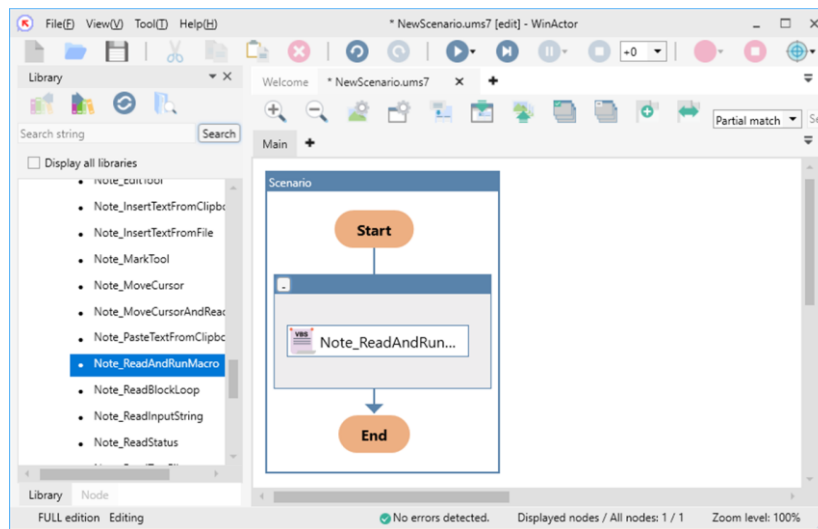 File(F) View(V) Tool(T) Help(H)
* NewScenario.ums7 [edit] - WinActor
+0
Library
Search string
Search
Display all libraries
Note_EditTool
Note_InsertTextFromClipbo
Note_InsertTextFromFile
Note_MarkTool
Note_MoveCursor
Note_MoveCursorAndRead
Note_PasteTextFromClipbo
Note_ReadAndRunMacro
Note_ReadBlockLoop
Note_ReadInputString
Note_ReadStatus
Library Node
Welcome * NewScenario.ums7
Partial match
Main
Scenario
Start
-
VBS
Note_ReadAndRun...
End
FULL edition Editing
No errors detected.
Displayed nodes / All nodes: 1 / 1
Zoom level: 100%